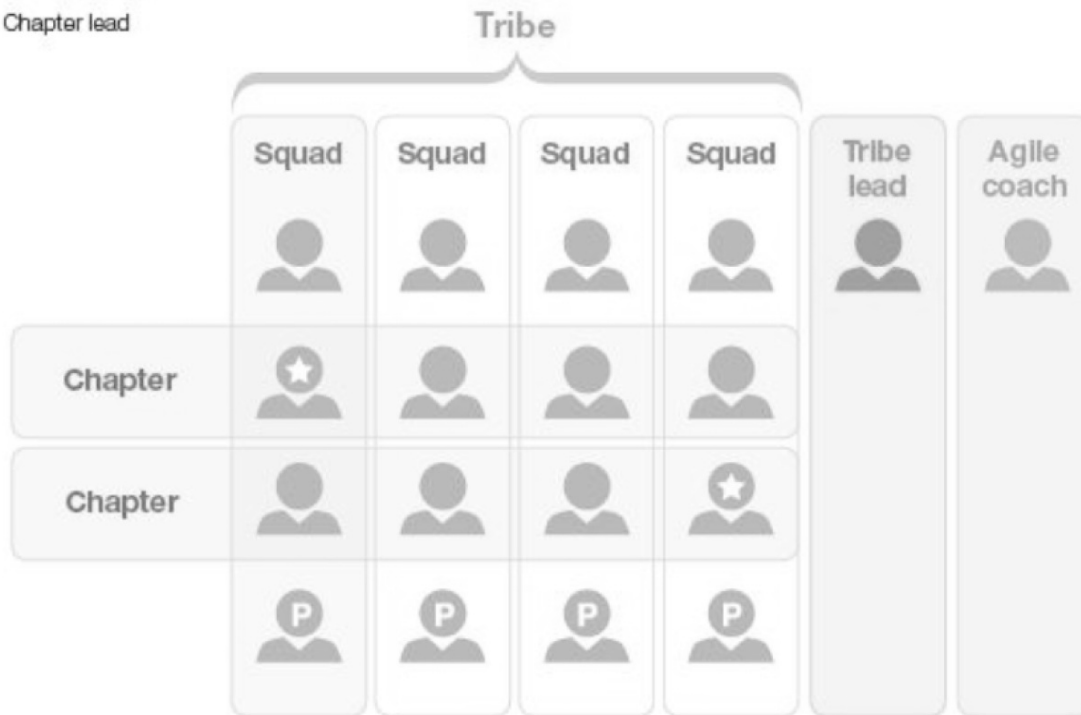 Chapter lead
Tribe
Squad
Squad
Squad
Squad
Tribe
lead
Agile
coach
Chapter
Chapter
P
P
P
P